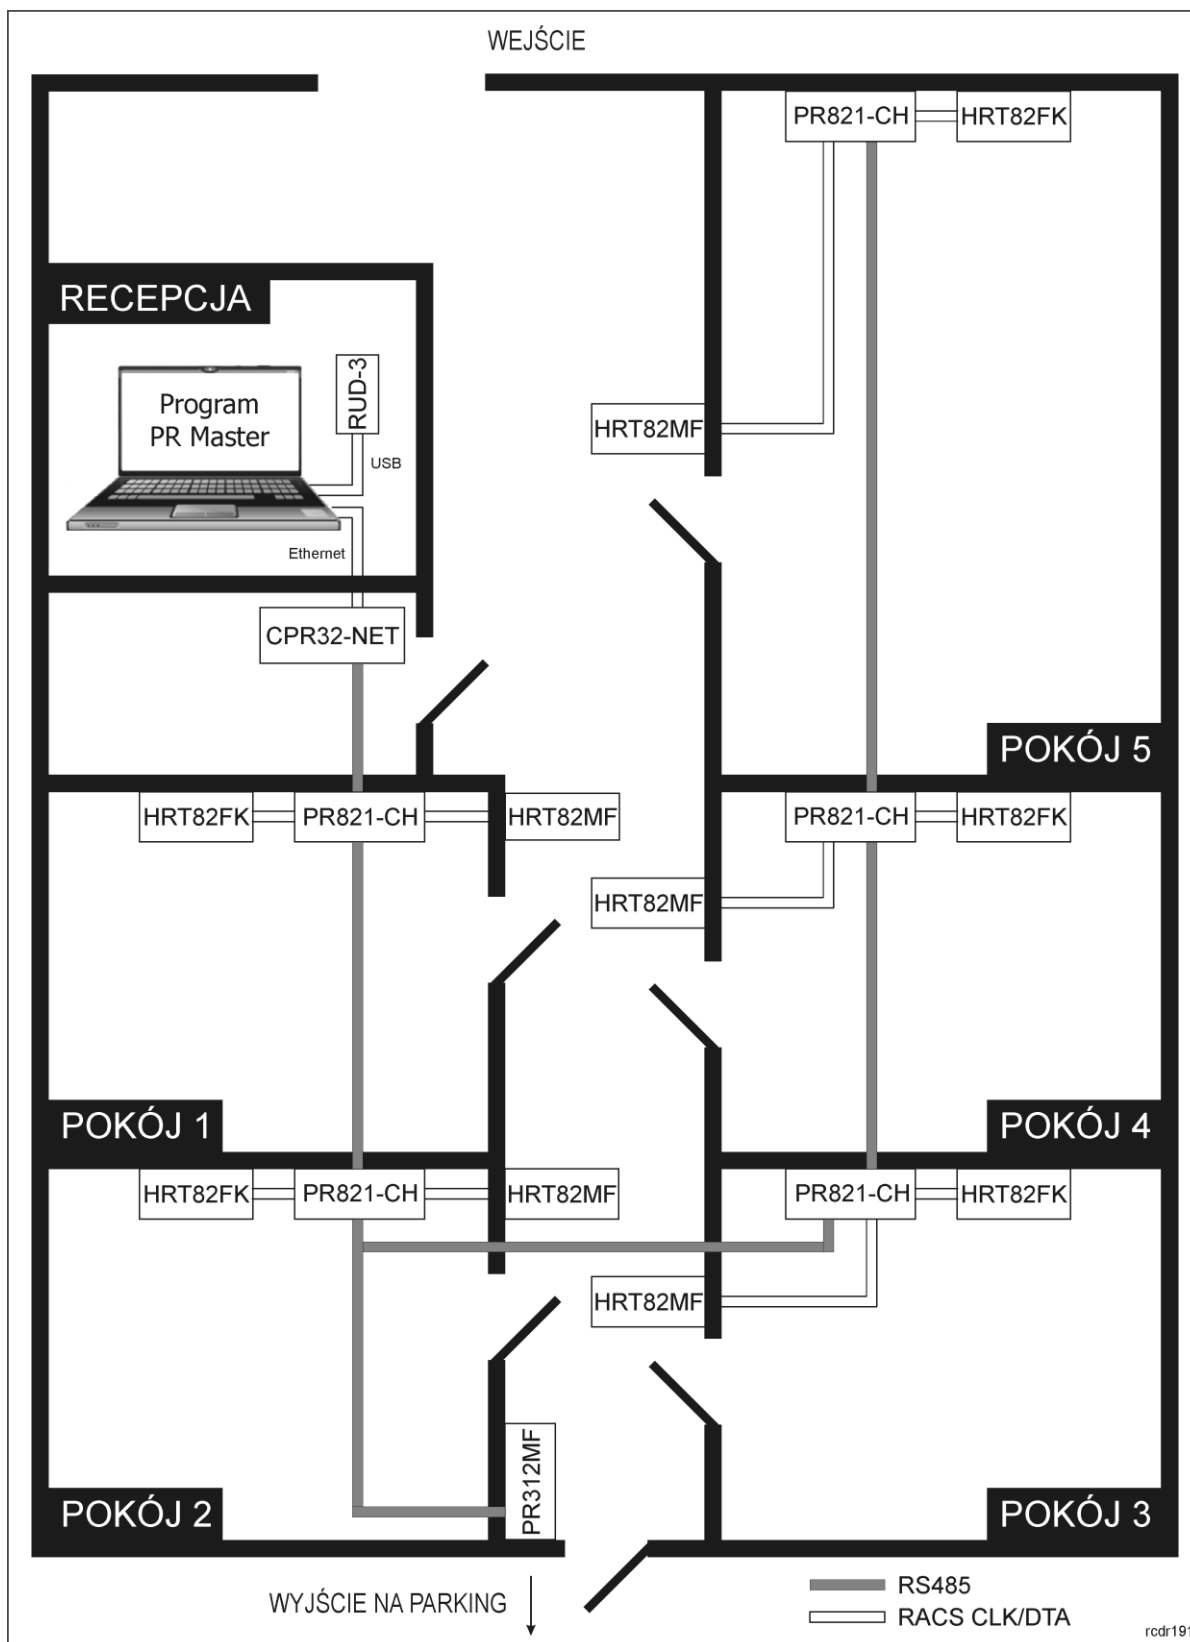 WEJŚCIE
PR821-CH
HRT82FK
RECEPCJA
Program
PR Master
RUD-3
USB
HRT82MF
Ethernet
CPR32-NET
POKÓJ 5
HRT82FK
PR821-CH
HRT82MF
PR821-CH
HRT82FK
HRT82MF
POKÓJ 1
POKÓJ 4
HRT82FK
PR821-CH
HRT82MF
PR821-CH
HRT82FK
HRT82MF
PR312MF
POKÓJ 2
POKÓJ 3
WYJŚCIE NA PARKING
RS485
RACS CLK/DTA
rcdr191